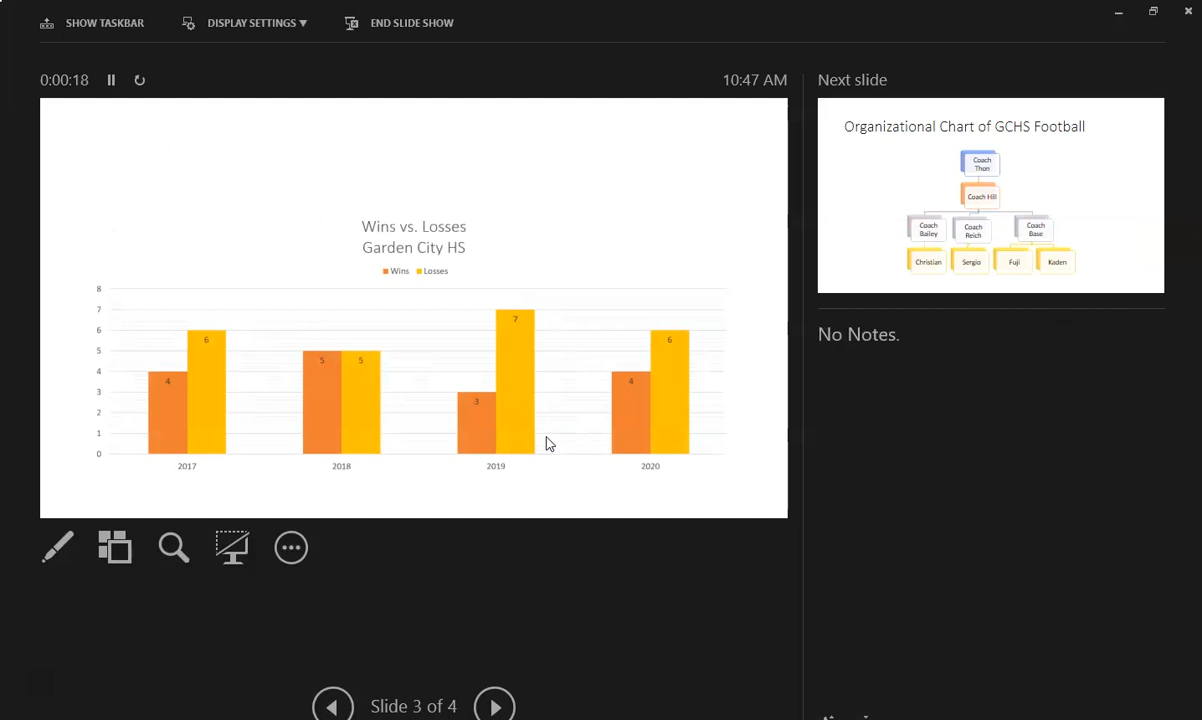 SHOW TASKBAR DISPLAY SETTINGS ▼ END SLIDE SHOW
0:00:18 10:47 AM
Wins vs. Losses
Garden City HS
Wins Losses
8
7
6
5
4
3
2
1
0
4 6 5 5 3 7 4 6
2017 2018 2019 2020
Next slide
Organizational Chart of GCHS Football
Coach
Thon
Coach Hill
Coach
Bailey
Coach
Reich
Coach
Base
Christian Sergio Fuji Kaden
No Notes.
Slide 3 of 4